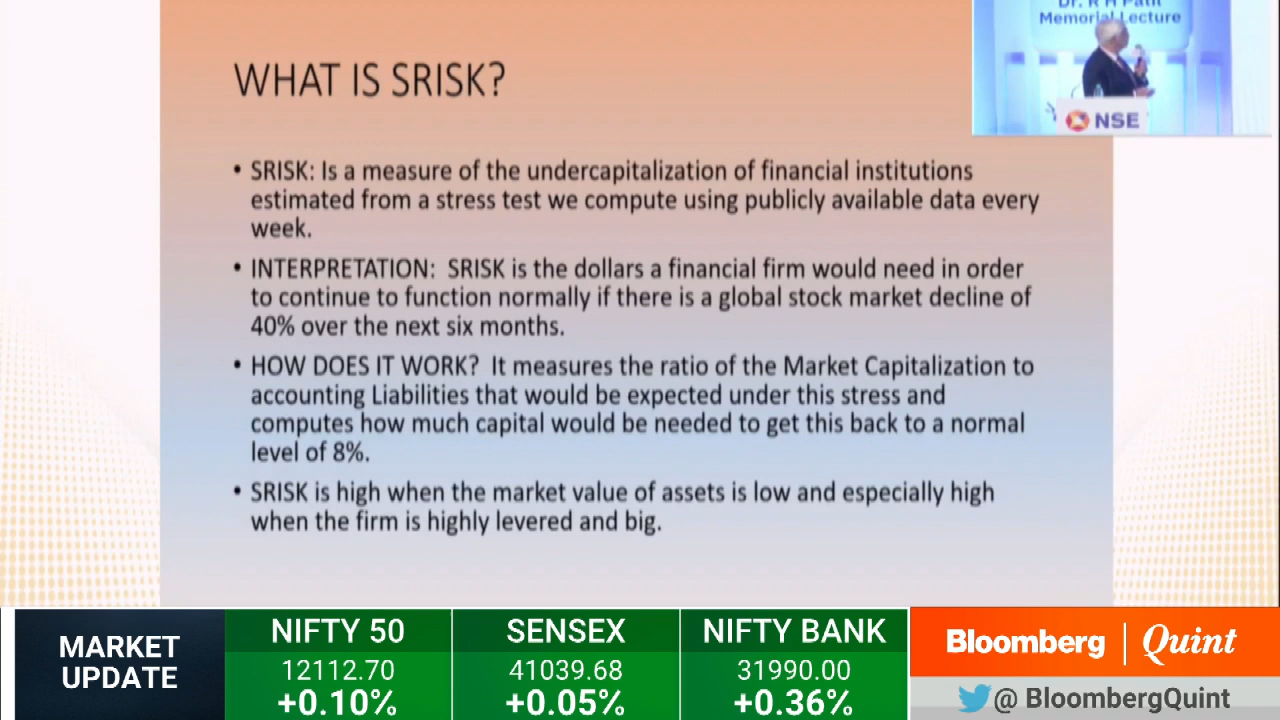 Dr. R H Patil
Memorial Lecture
NSE
WHAT IS SRISK?
• SRISK: Is a measure of the undercapitalization of financial institutions
estimated from a stress test we compute using publicly available data every
week.
• INTERPRETATION: SRISK is the dollars a financial firm would need in order
to continue to function normally if there is a global stock market decline of
40% over the next six months.
• HOW DOES IT WORK? It measures the ratio of the Market Capitalization to
accounting Liabilities that would be expected under this stress and
computes how much capital would be needed to get this back to a normal
level of 8%.
• SRISK is high when the market value of assets is low and especially high
when the firm is highly levered and big.
MARKET
UPDATE
NIFTY 50
12112.70
+0.10%
SENSEX
41039.68
+0.05%
NIFTY BANK
31990.00
+0.36%
Bloomberg | Quint
@ BloombergQuint